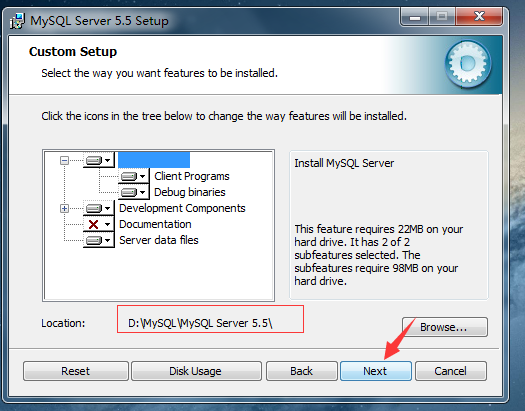 MySQL Server 5.5 Setup
Custom Setup
Select the way you want features to be installed.
Click the icons in the tree below to change the way features will be installed.
Client Programs
Debug binaries
Development Components
Documentation
Server data files
Install MySQL Server
This feature requires 22MB on your
hard drive. It has 2 of 2
subfeatures selected. The
subfeatures require 98MB on your
hard drive.
Location:
D:\MySQL\MySQL Server 5.5\
Browse...
Reset
Disk Usage
Back
Next
Cancel